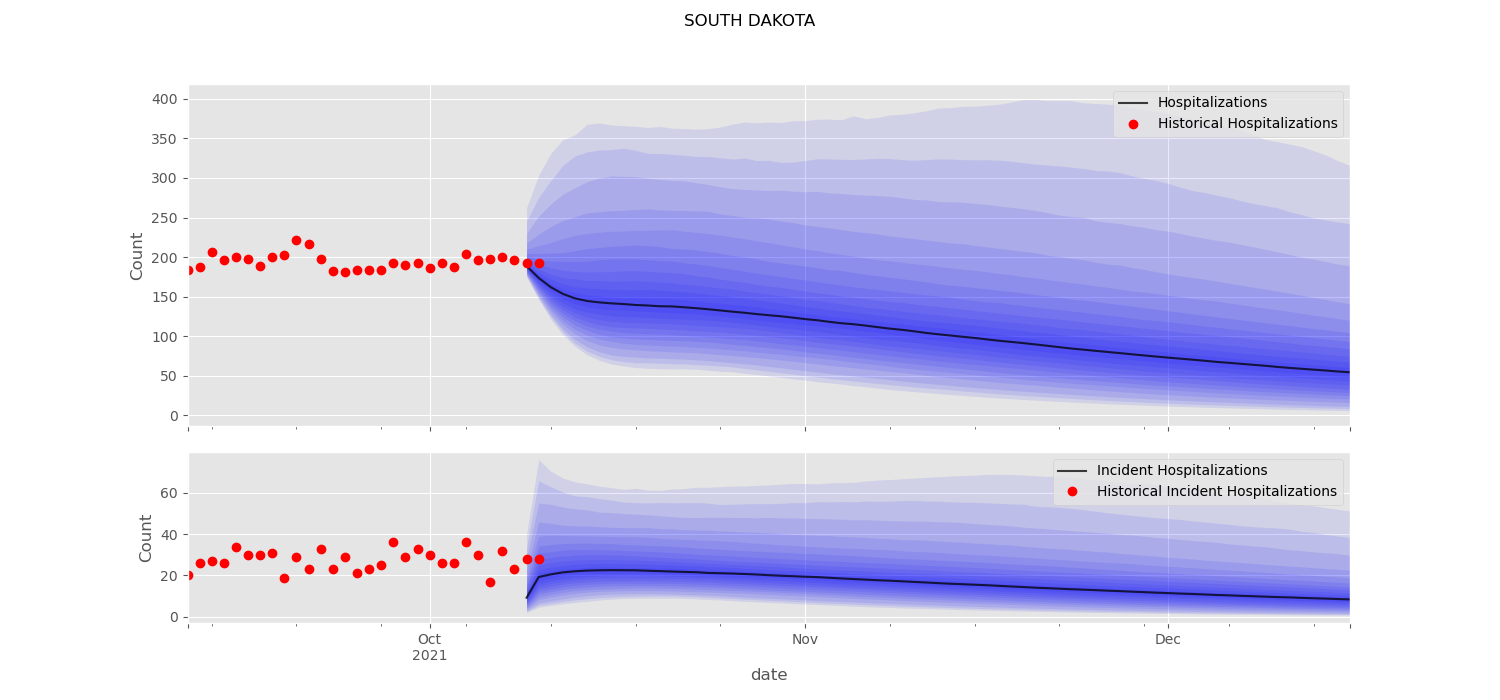 SOUTH DAKOTA
400
350
300
250
200
150
100
50
0
Count
Hospitalizations
Historical Hospitalizations
60
40
20
0
Count
Incident Hospitalizations
Historical Incident Hospitalizations
Oct
2021
Nov
Dec
date